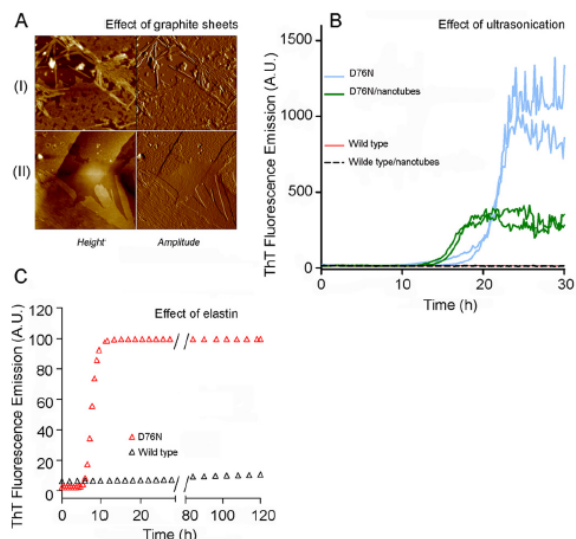 A
Effect of graphite sheets
(I)
(II)
Height
Amplitude
B
Effect of ultrasonication
ThT Fluorescence Emission (A.U.)
1500
1000
500
0
D76N
D76N/nanotubes
Wild type
Wilde type/nanotubes
0 10 20 30
Time (h)
C
Effect of elastin
ThT Fluorescence Emission (A.U.)
120
100
80
60
40
20
0
D76N
Wild type
0 10 20 80 100 120
Time (h)